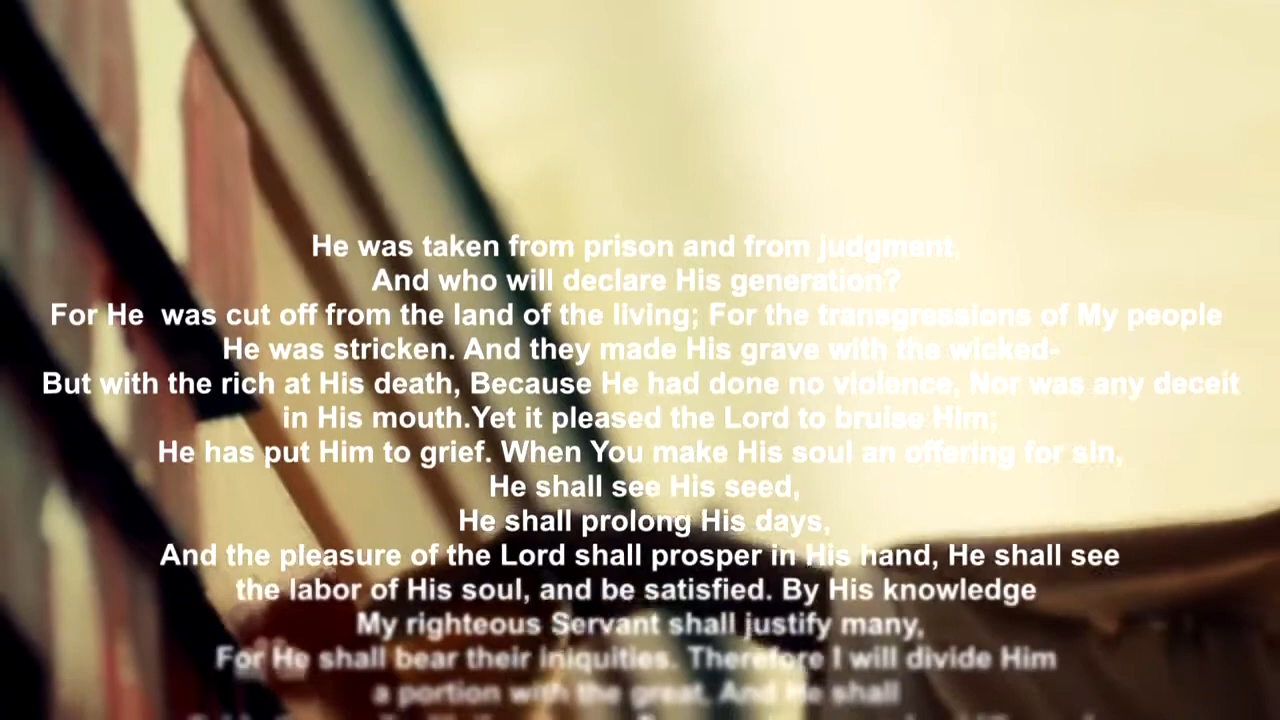 He was taken from prison and from judgment,
And who will declare His generation?
For He  was cut off from the land of the living; For the transgressions of My people
He was stricken. And they made His grave with the wicked-
But with the rich at His death, Because He had done no violence, Nor was any deceit
in His mouth.Yet it pleased the Lord to bruise Him;
He has put Him to grief. When You make His soul an offering for sin,
He shall see His seed,
He shall prolong His days,
And the pleasure of the Lord shall prosper in His hand, He shall see
the labor of His soul, and be satisfied. By His knowledge
My righteous Servant shall justify many,
For He shall bear their iniquities. Therefore I will divide Him
a portion with the great. And He shall